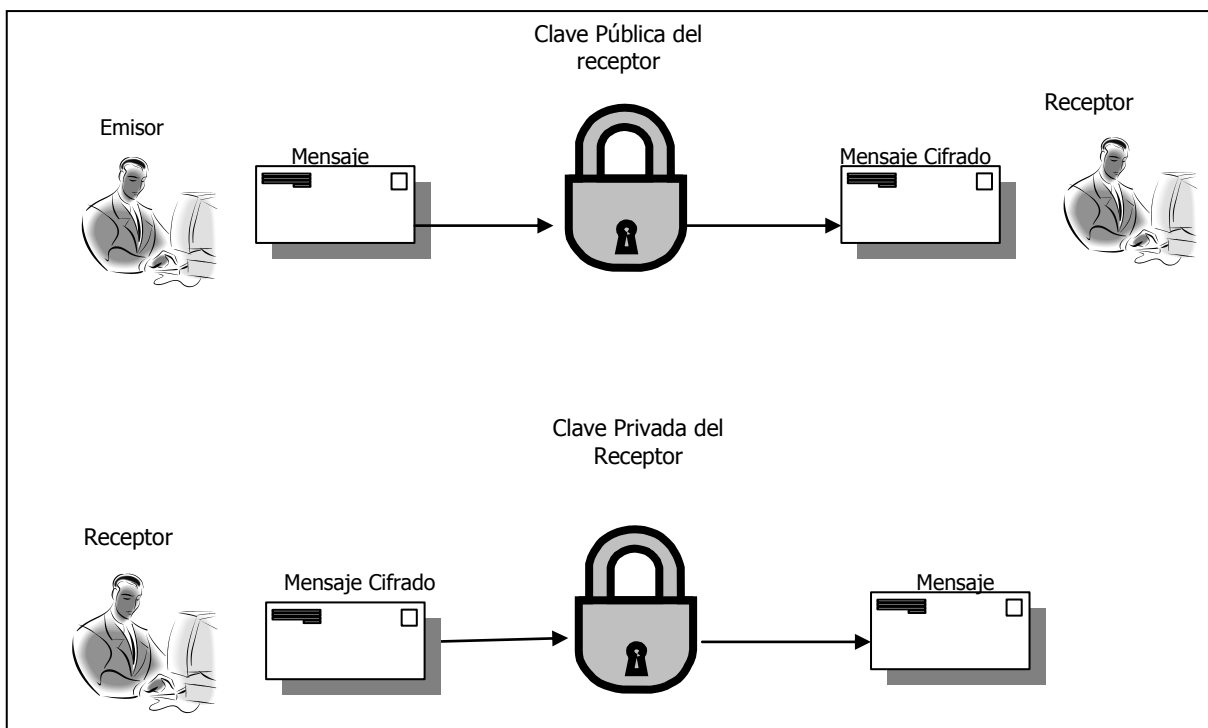 Clave Pública del
receptor
Emisor
Mensaje
Mensaje Cifrado
Receptor
Clave Privada del
Receptor
Receptor
Mensaje Cifrado
Mensaje